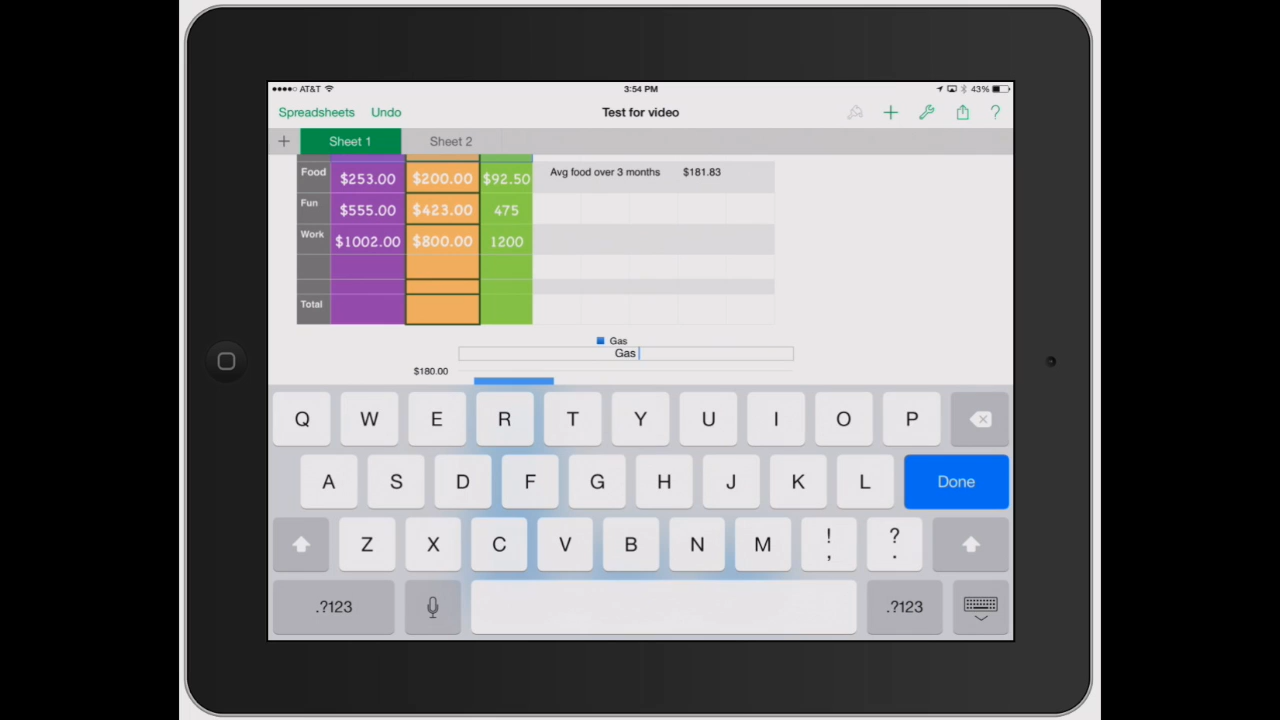 AT&T 3:54 PM 43%
Spreadsheets Undo Test for video + ?
+ Sheet 1 Sheet 2
Food $253.00 $200.00 $92.50 Avg food over 3 months $181.83
Fun $555.00 $423.00 475
Work $1002.00 $800.00 1200
Total
Gas
Gas
$180.00
Q W E R T Y U I O P
A S D F G H J K L Done
Z X C V B N M ! , ? .
.?123 .?123